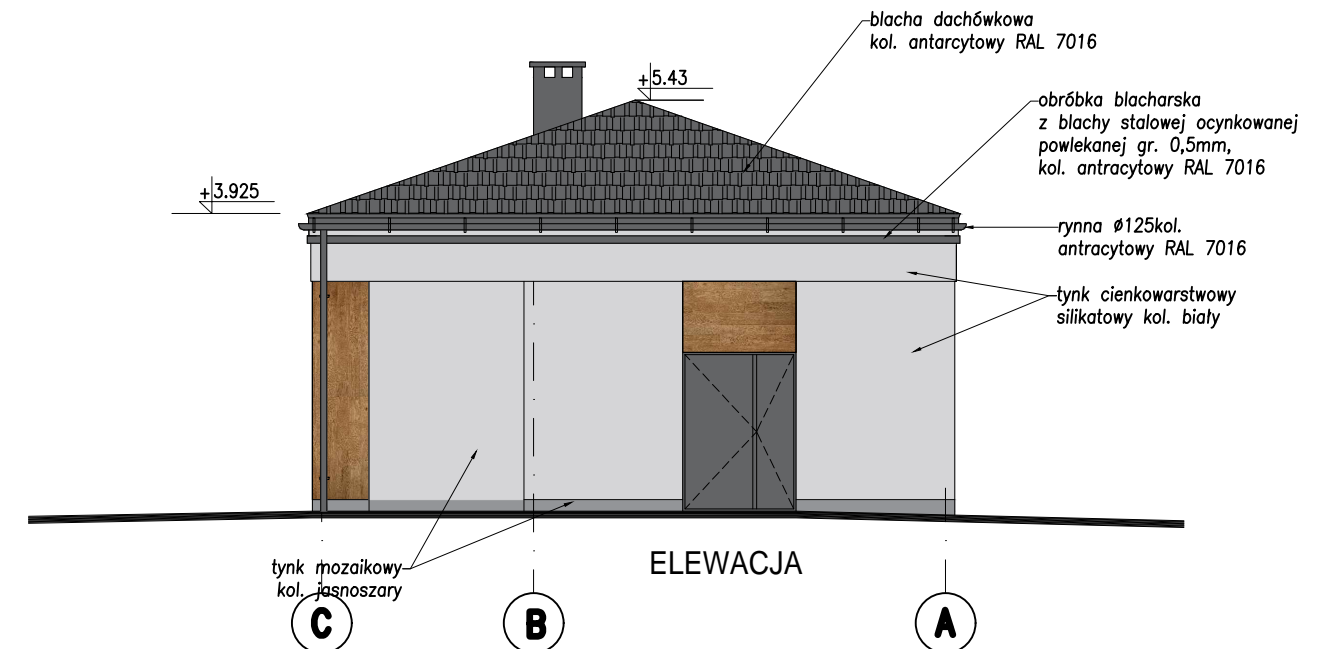 blacha dachówkowa
kol. antarcytowy RAL 7016
+5.43
obróbka blacharska
z blachy stalowej ocynkowanej
powlekanej gr. 0,5mm,
kol. antracytowy RAL 7016
+3.925
rynna Ø125kol.
antracytowy RAL 7016
tynk cienkowarstwowy
silikatowy kol. biały
tynk mozaikowy
kol. jasnoszary
ELEWACJA
C B A